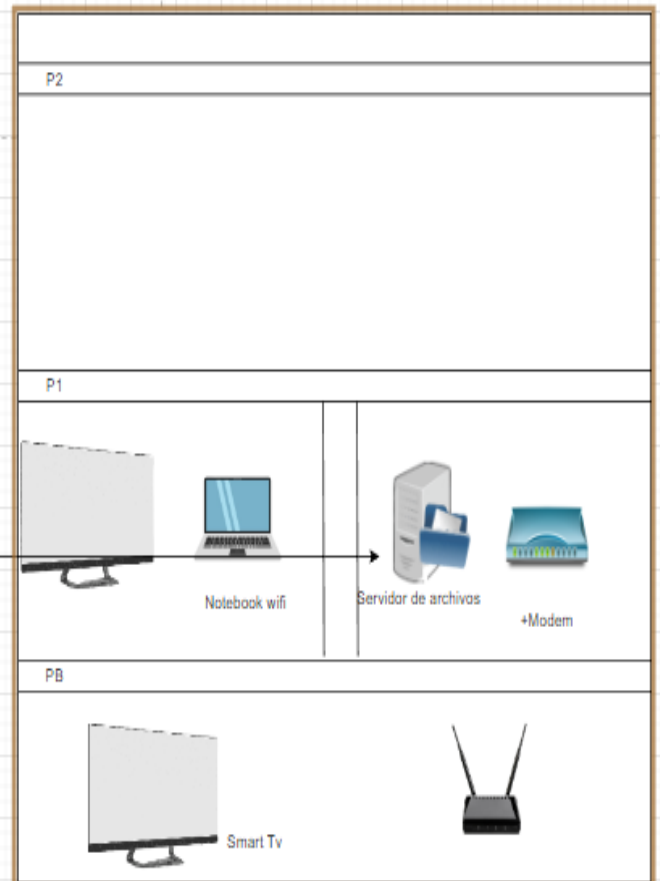 P2
P1
Notebook wifi
Servidor de archivos
+Modem
PB
Smart Tv